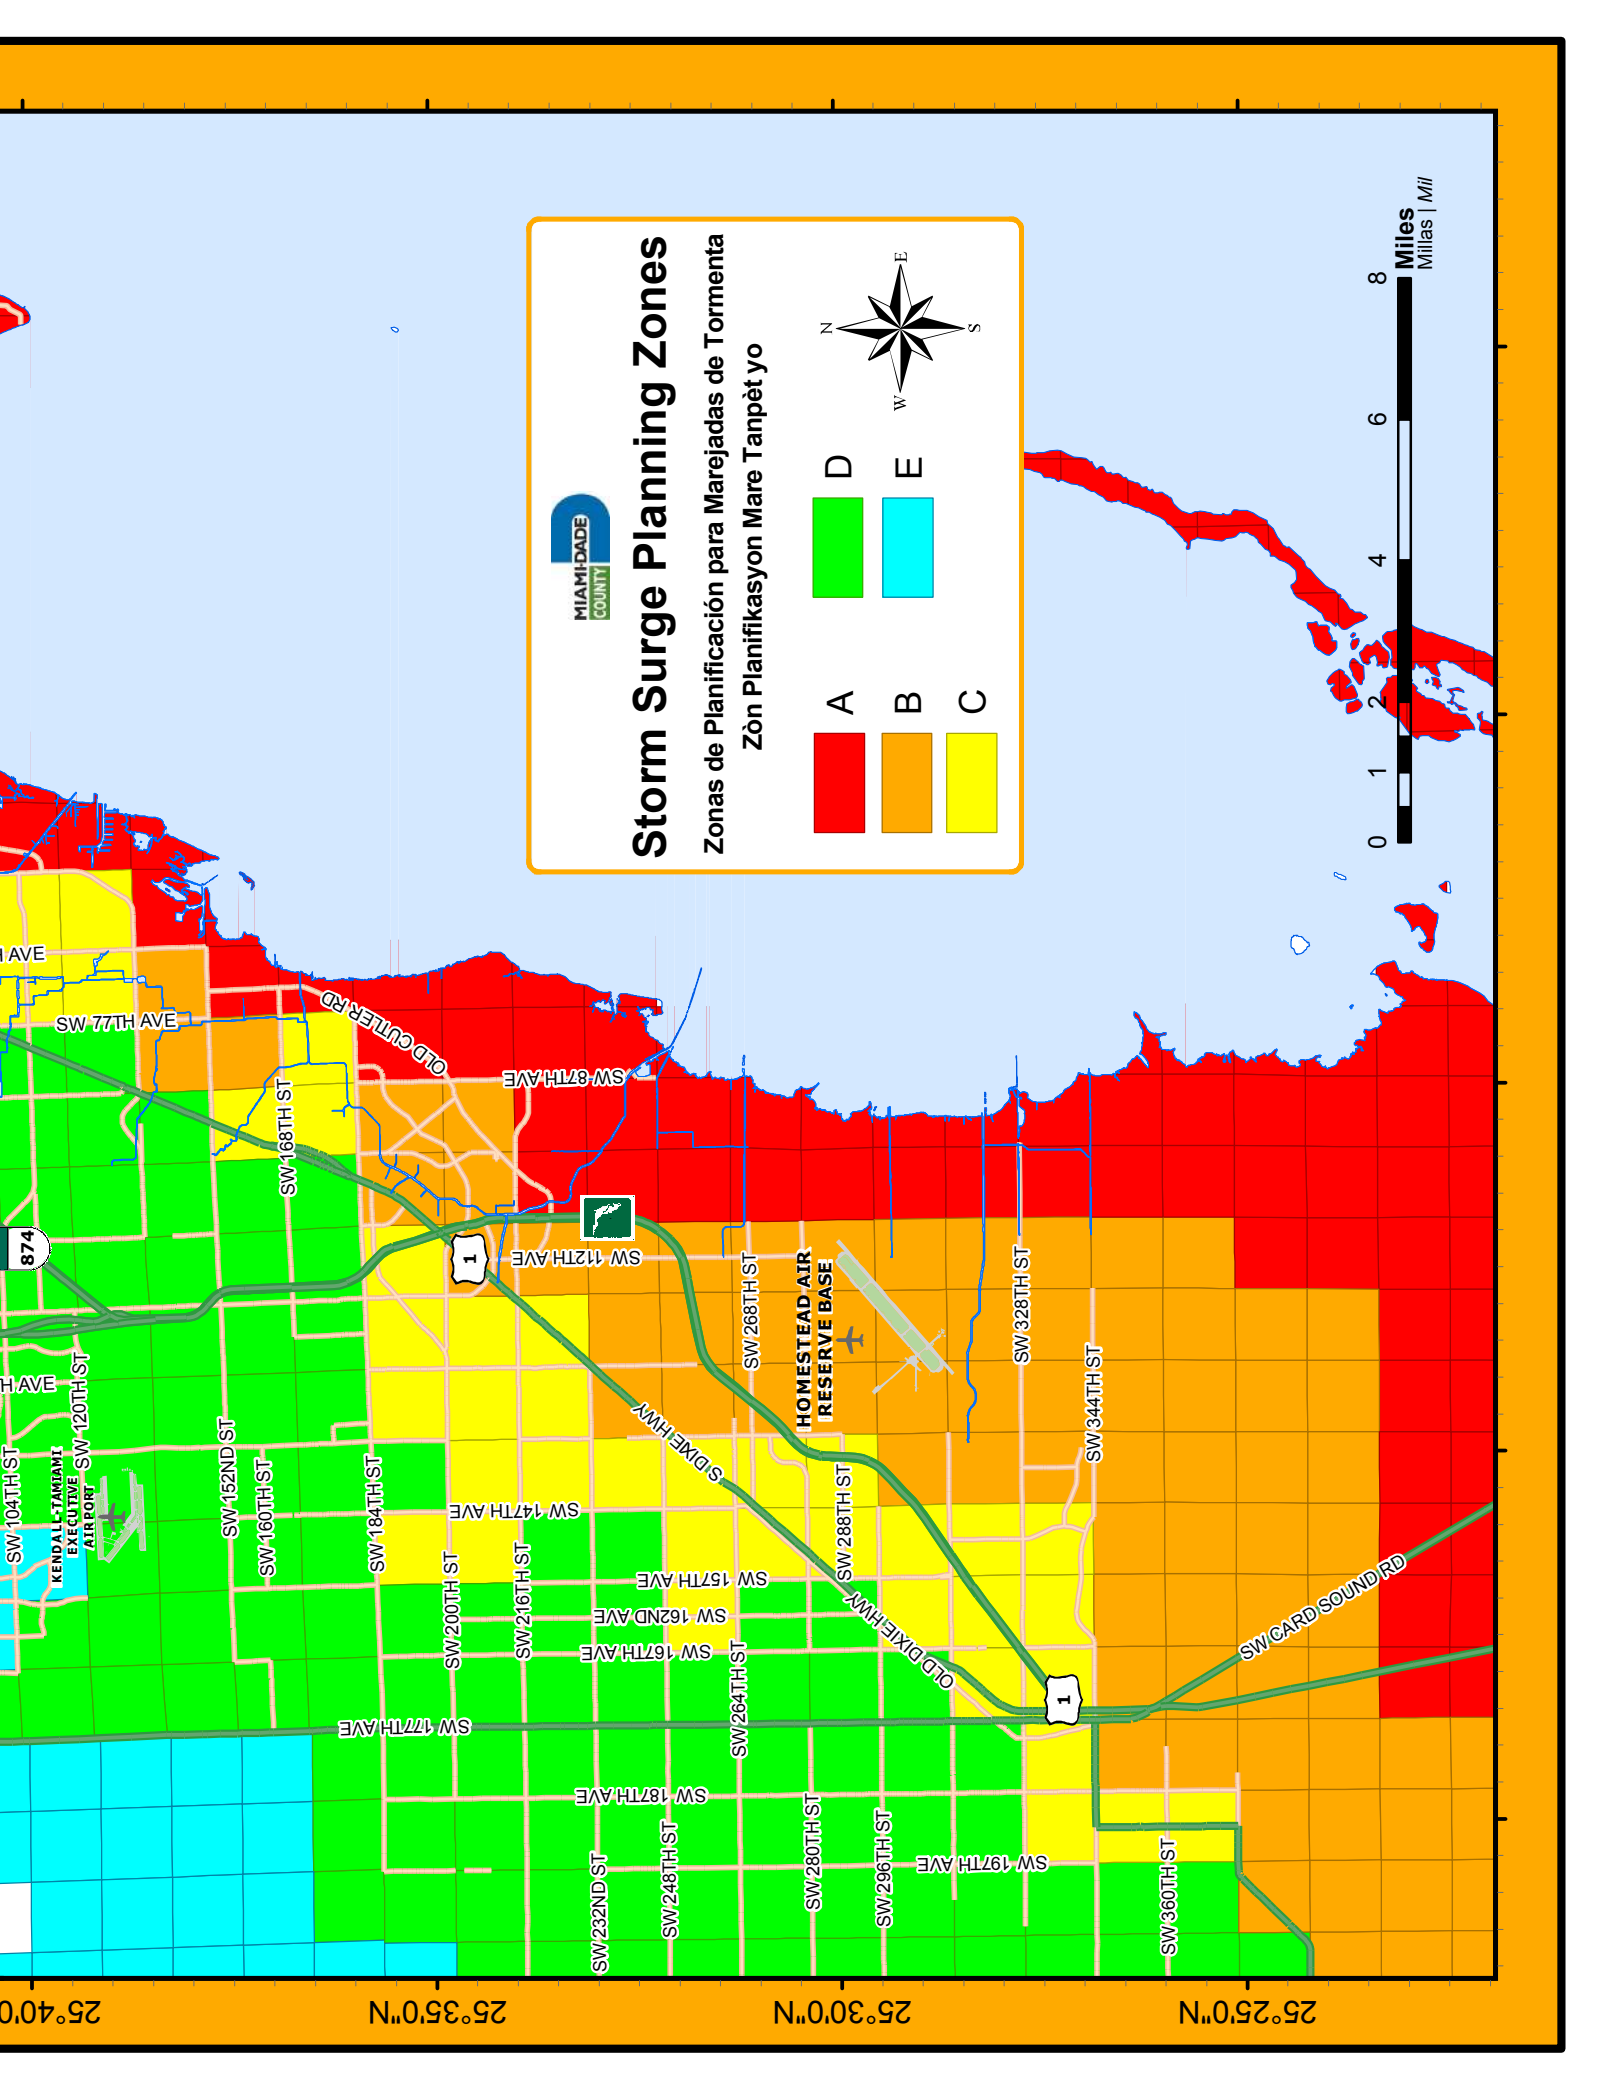 MIAMI-DADE
COUNTY
Storm Surge Planning Zones
Zonas de Planificación para Marejadas de Tormenta
Zòn Planifikasyon Mare Tanpèt yo
A
B
C
D
E
N
W
E
S
0
1
2
4
6
8
Miles
Millas | Mil
H AVE
SW 77TH AVE
OLD CUTLER RD
SW 87TH AVE
SW 168TH ST
874
1
SW 112TH AVE
SW 268TH ST
HOMESTEAD AIR
RESERVE BASE
SW 328TH ST
SW 344TH ST
H AVE
SW 120TH ST
SW 104TH ST
KENDALL-TAMIAMI
EXECUTIVE
AIRPORT
SW 152ND ST
SW 160TH ST
SW 184TH ST
SW 147TH AVE
S DIXIE HWY
SW 288TH ST
SW 200TH ST
SW 216TH ST
SW 157TH AVE
SW 162ND AVE
SW 167TH AVE
SW 264TH ST
OLD DIXIE HWY
1
SW CARD SOUND RD
SW 177TH AVE
SW 187TH AVE
SW 197TH AVE
SW 232ND ST
SW 248TH ST
SW 280TH ST
SW 296TH ST
SW 360TH ST
25°40'0
25°35'0"N
25°30'0"N
25°25'0"N